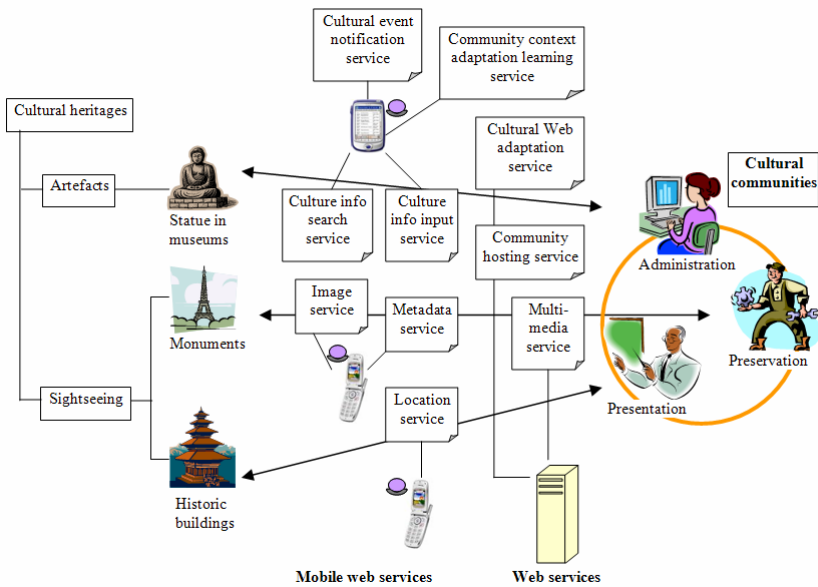 Cultural event
notification
service
Community context
adaptation learning
service
Cultural heritages
Cultural Web
adaptation
service
Cultural
communities
Artefacts
Statue in
museums
Culture info
search
service
Culture
info input
service
Community
hosting service
Administration
Image
service
Metadata
service
Multi-
media
service
Monuments
Preservation
Sightseeing
Location
service
Presentation
Historic
buildings
Mobile web services
Web services